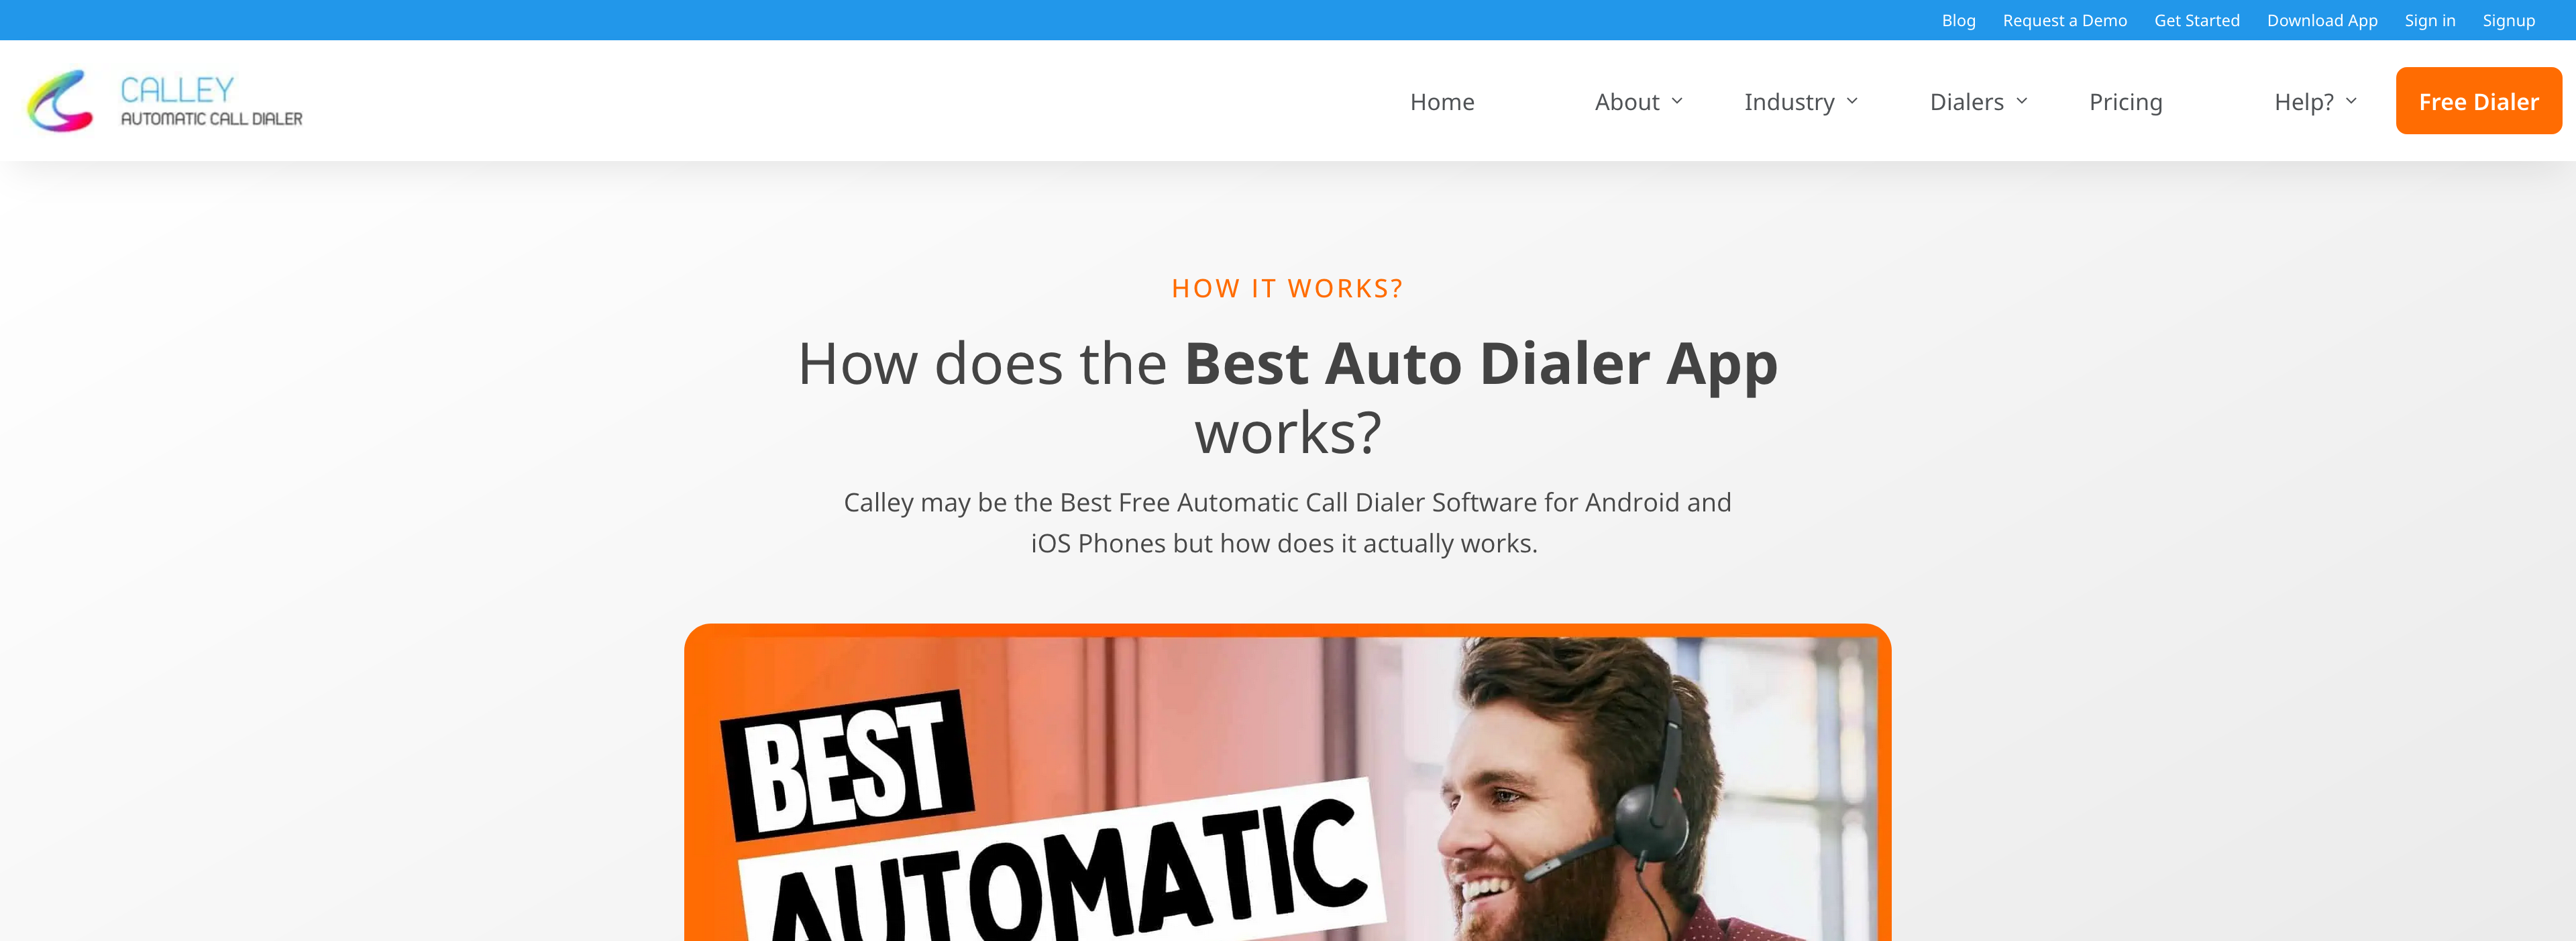 Blog Request a Demo Get Started Download App Sign in Signup
CALLEY
AUTOMATIC CALL DIALER
Home About Industry Dialers Pricing Help? Free Dialer
HOW IT WORKS?
How does the Best Auto Dialer App
works?
Calley may be the Best Free Automatic Call Dialer Software for Android and
iOS Phones but how does it actually works.
BEST
AUTOMATIC